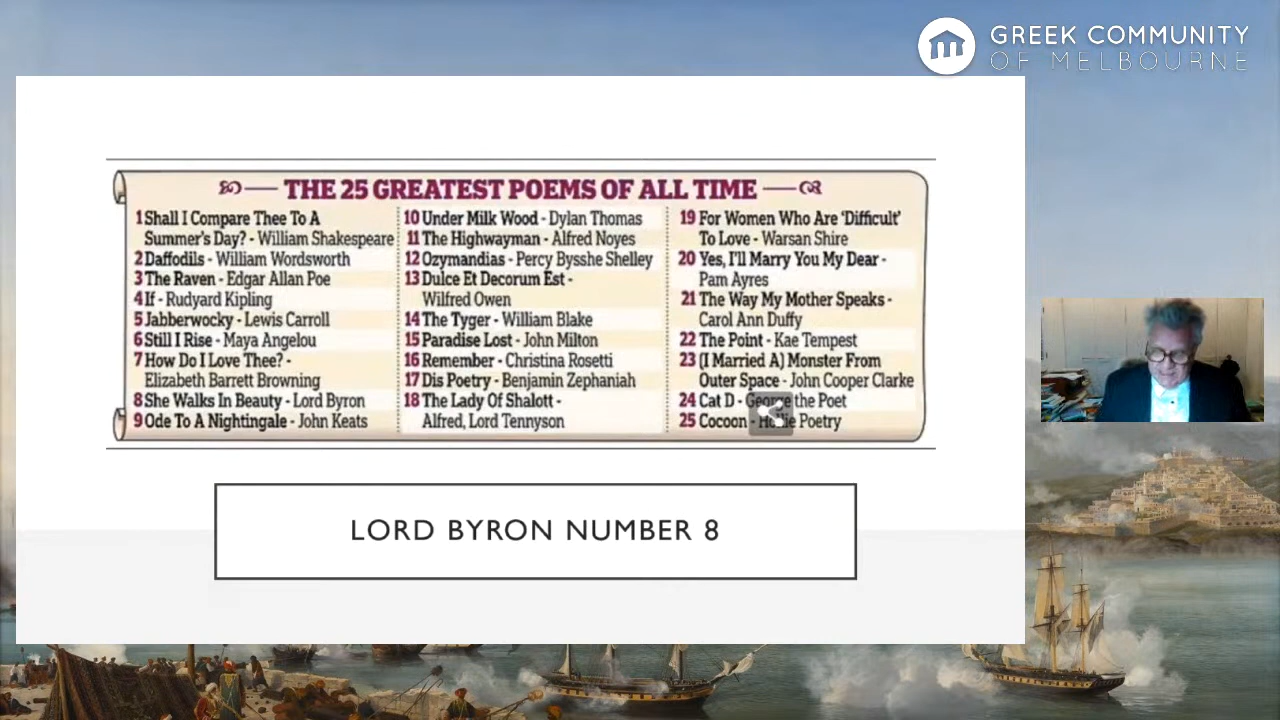 GREEK COMMUNITY
OF MELBOURNE
THE 25 GREATEST POEMS OF ALL TIME
1 Shall I Compare Thee To A
Summer's Day? - William Shakespeare
2 Daffodils - William Wordsworth
3 The Raven - Edgar Allan Poe
4 If - Rudyard Kipling
5 Jabberwocky - Lewis Carroll
6 Still I Rise - Maya Angelou
7 How Do I Love Thee? -
Elizabeth Barrett Browning
8 She Walks In Beauty - Lord Byron
9 Ode To A Nightingale - John Keats
10 Under Milk Wood - Dylan Thomas
11 The Highwayman - Alfred Noyes
12 Ozymandias - Percy Bysshe Shelley
13 Dulce Et Decorum Est -
Wilfred Owen
14 The Tyger - William Blake
15 Paradise Lost - John Milton
16 Remember - Christina Rosetti
17 Dis Poetry - Benjamin Zephaniah
18 The Lady Of Shalott -
Alfred, Lord Tennyson
19 For Women Who Are 'Difficult'
To Love - Warsan Shire
20 Yes, I'll Marry You My Dear -
Pam Ayres
21 The Way My Mother Speaks -
Carol Ann Duffy
22 The Point - Kae Tempest
23 (I Married A) Monster From
Outer Space - John Cooper Clarke
24 Cat D - George the Poet
25 Cocoon - Hollie Poetry
LORD BYRON NUMBER 8